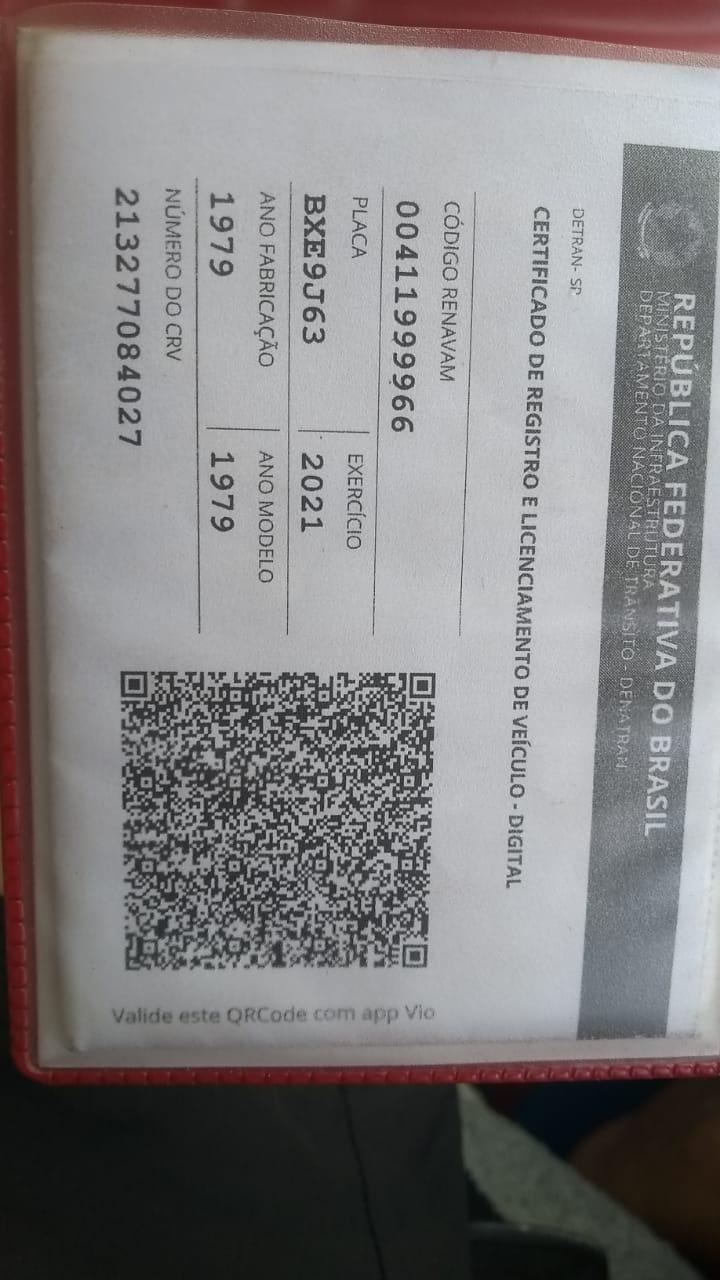 REPÚBLICA FEDERATIVA DO BRASIL
MINISTÉRIO DA INFRAESTRUTURA
DEPARTAMENTO NACIONAL DE TRÂNSITO - DENATRAN
DETRAN- SP
CERTIFICADO DE REGISTRO E LICENCIAMENTO DE VEÍCULO - DIGITAL
CÓDIGO RENAVAM
00411999966
PLACA EXERCÍCIO
BXE9J63 2021
ANO FABRICAÇÃO ANO MODELO
1979 1979
NÚMERO DO CRV
213277084027
Valide este QRCode com app Vio